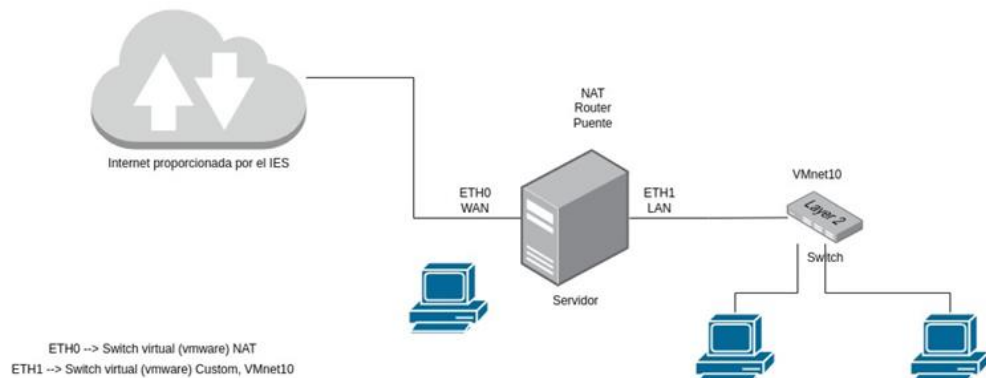 Internet proporcionada por el IES
NAT
Router
Puente
ETH0
WAN
ETH1
LAN
Servidor
VMnet10
Layer 2
Switch
ETH0 --> Switch virtual (vmware) NAT
ETH1 --> Switch virtual (vmware) Custom, VMnet10